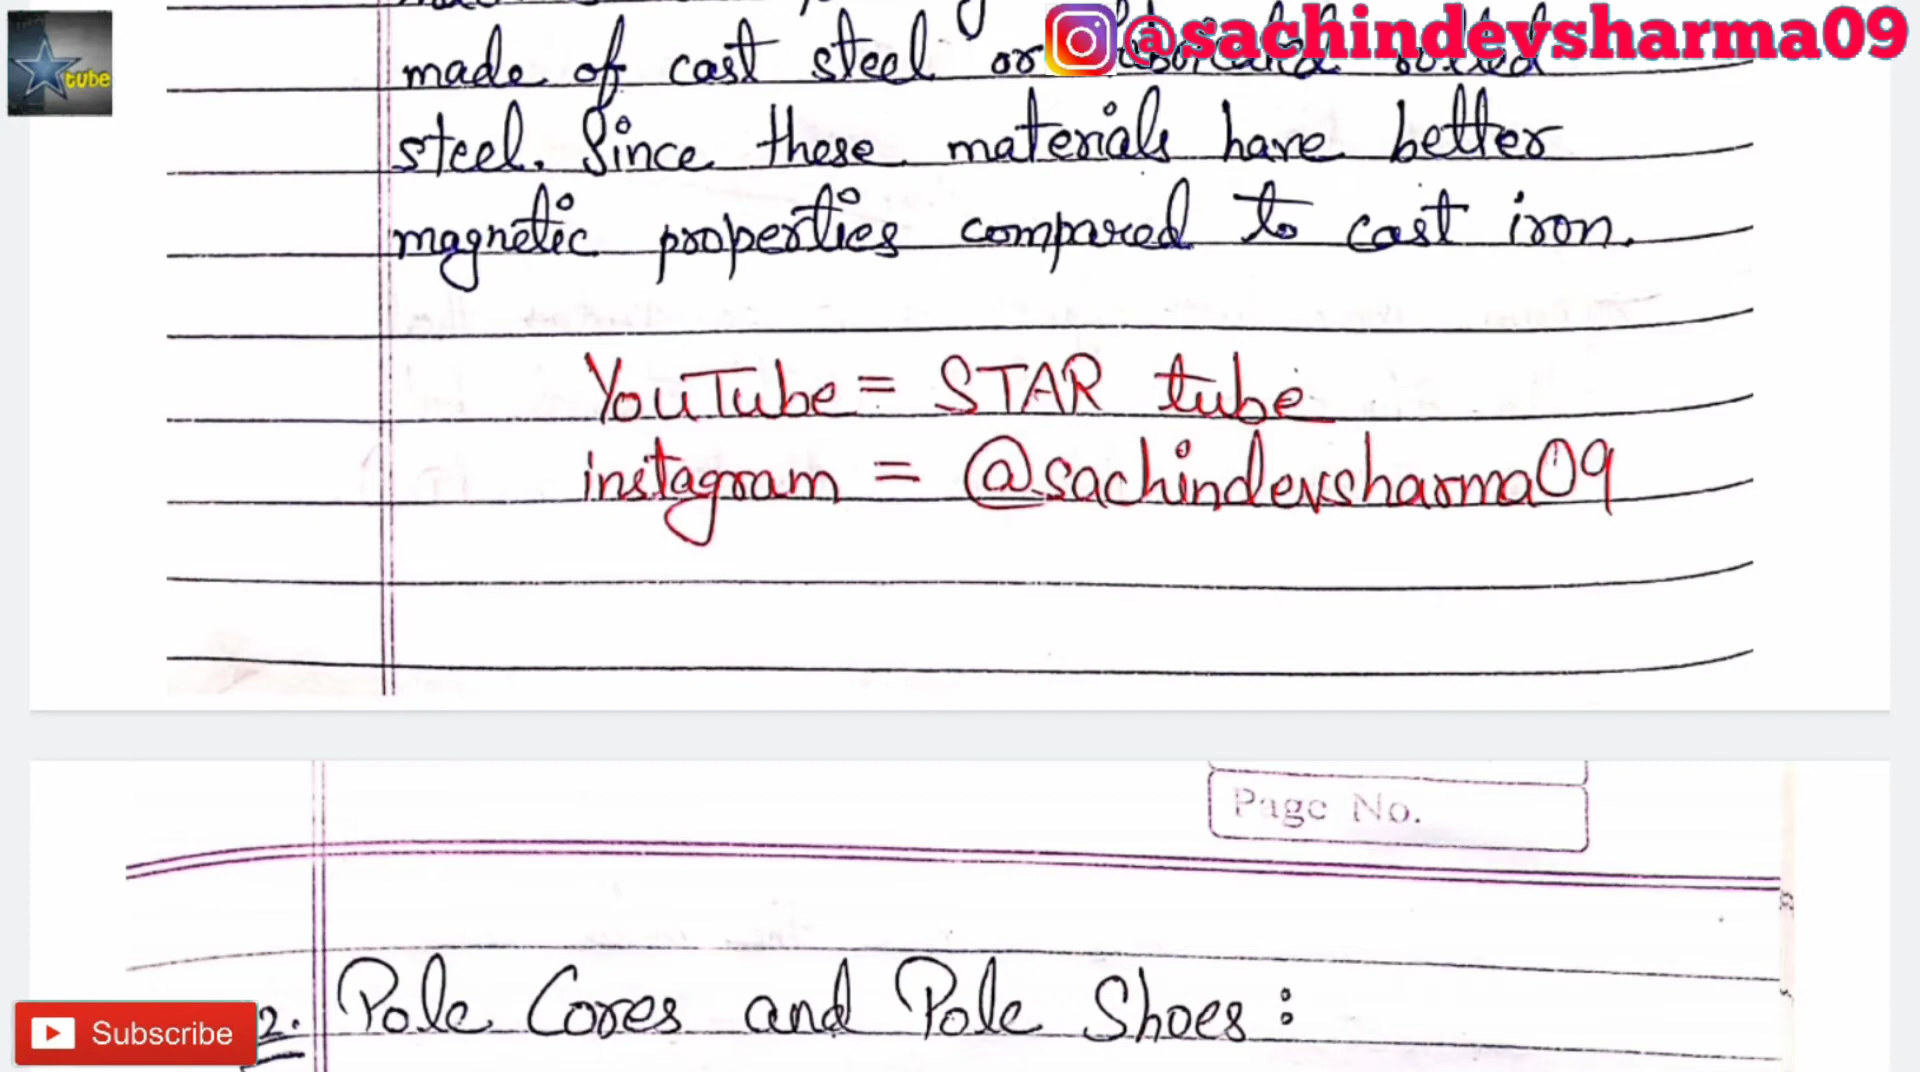 tube
@sachindevsharma09
made of cast steel or rolled
steel. Since these materials have better
magnetic properties compared to cast iron.
YouTube = STAR tube
instagram = @sachindevsharma09
Page No.
2. Pole Cores and Pole Shoes:
Subscribe